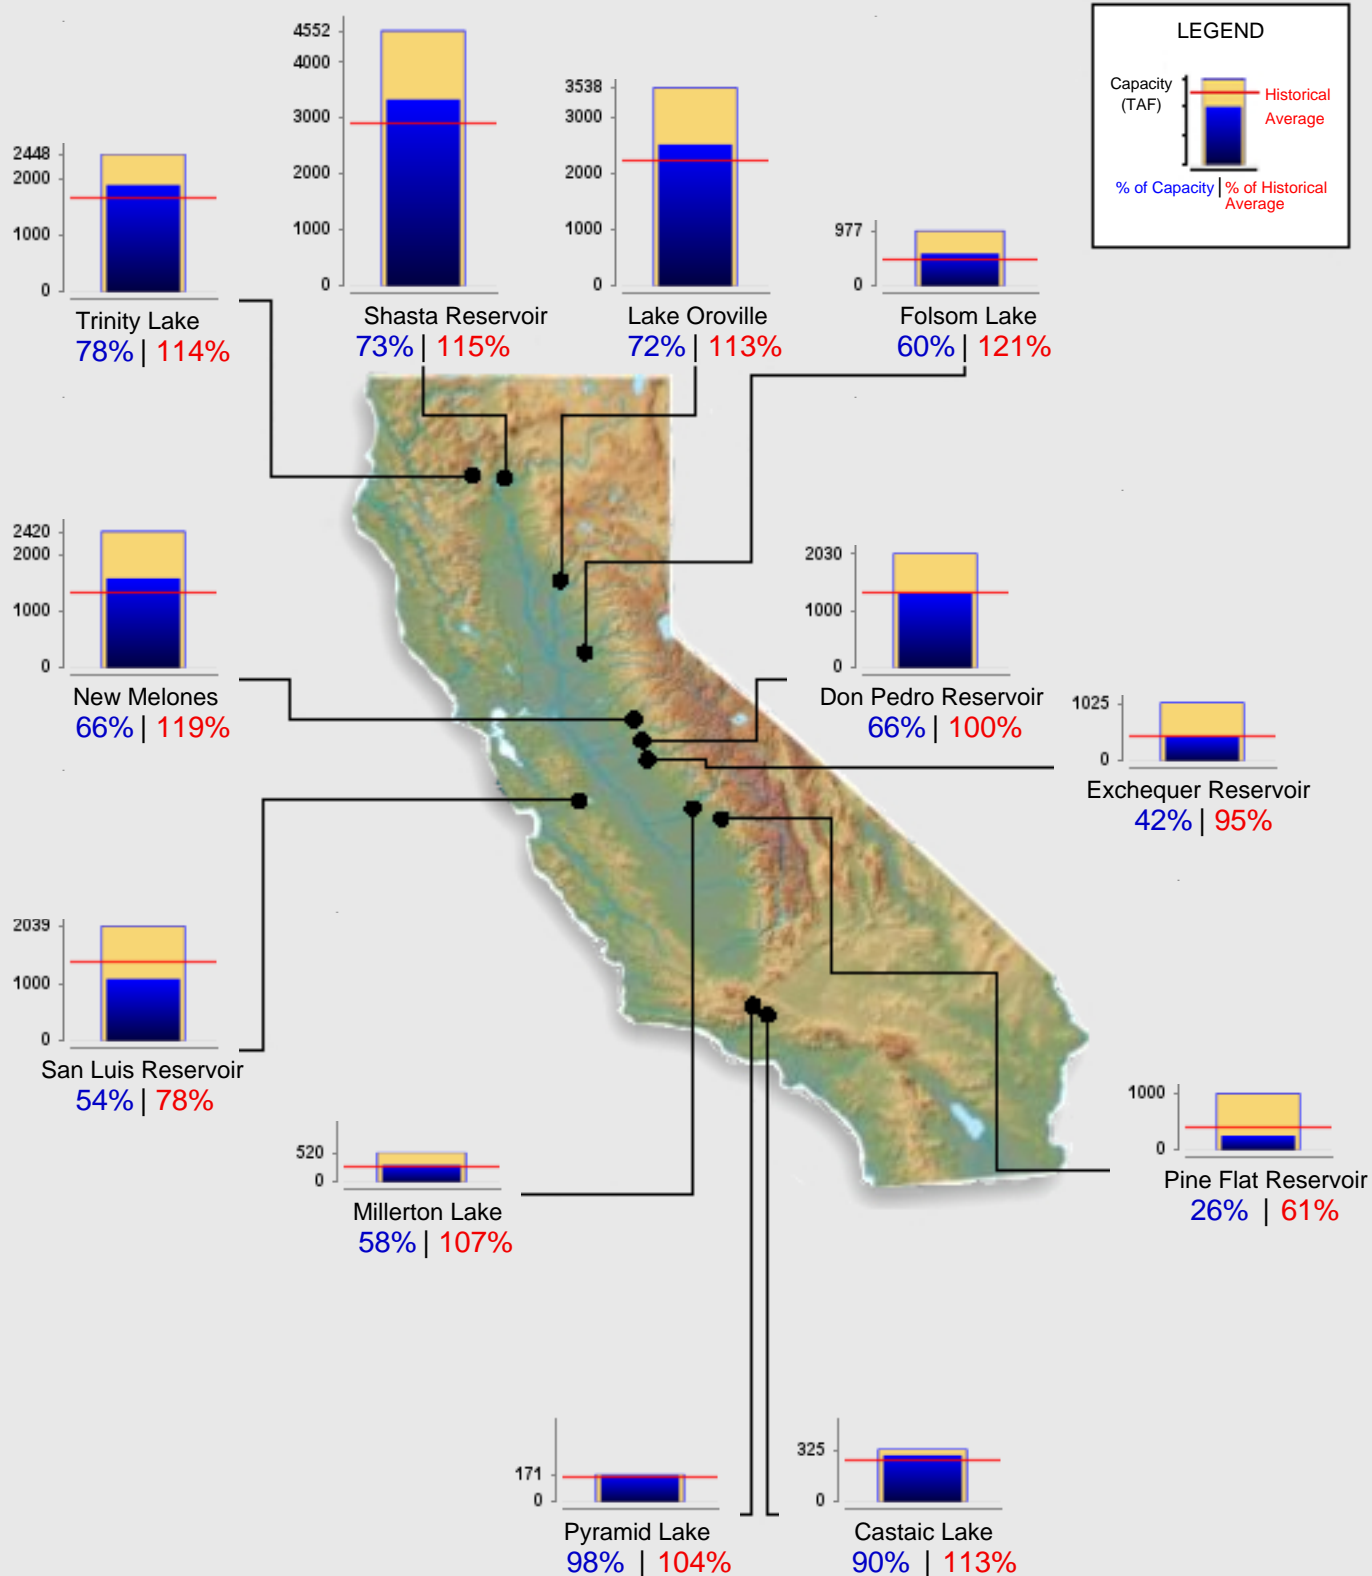 LEGEND
Capacity
(TAF)
Historical
Average
% of Capacity | % of Historical
Average
4552
4000
3000
2000
1000
0
Shasta Reservoir
73% | 115%
3538
3000
2000
1000
0
Lake Oroville
72% | 113%
977
0
Folsom Lake
60% | 121%
2448
2000
1000
0
Trinity Lake
78% | 114%
2420
2000
1000
0
New Melones
66% | 119%
2030
1000
0
Don Pedro Reservoir
66% | 100%
1025
0
Exchequer Reservoir
42% | 95%
2039
1000
0
San Luis Reservoir
54% | 78%
520
0
Millerton Lake
58% | 107%
1000
0
Pine Flat Reservoir
26% | 61%
171
0
Pyramid Lake
98% | 104%
325
0
Castaic Lake
90% | 113%